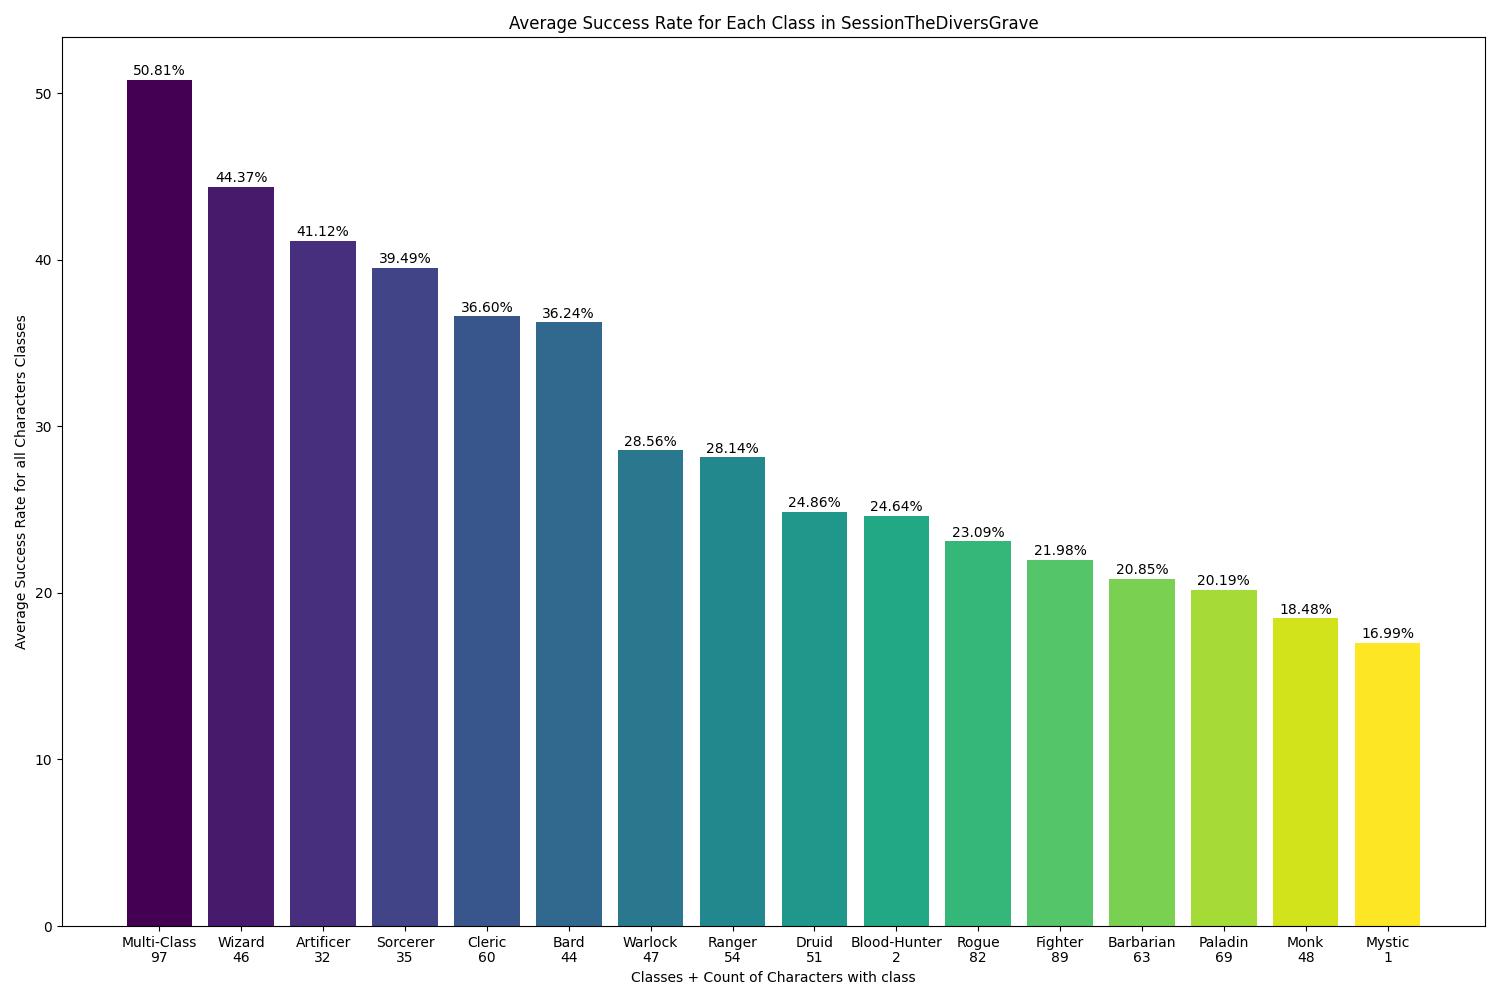 Average Success Rate for Each Class in SessionTheDiversGrave
Average Success Rate for all Characters Classes
50
40
30
20
10
0
50.81%
44.37%
41.12%
39.49%
36.60%
36.24%
28.56%
28.14%
24.86%
24.64%
23.09%
21.98%
20.85%
20.19%
18.48%
16.99%
Multi-Class
97
Wizard
46
Artificer
32
Sorcerer
35
Cleric
60
Bard
44
Warlock
47
Ranger
54
Druid
51
Blood-Hunter
2
Rogue
82
Fighter
89
Barbarian
63
Paladin
69
Monk
48
Mystic
1
Classes + Count of Characters with class